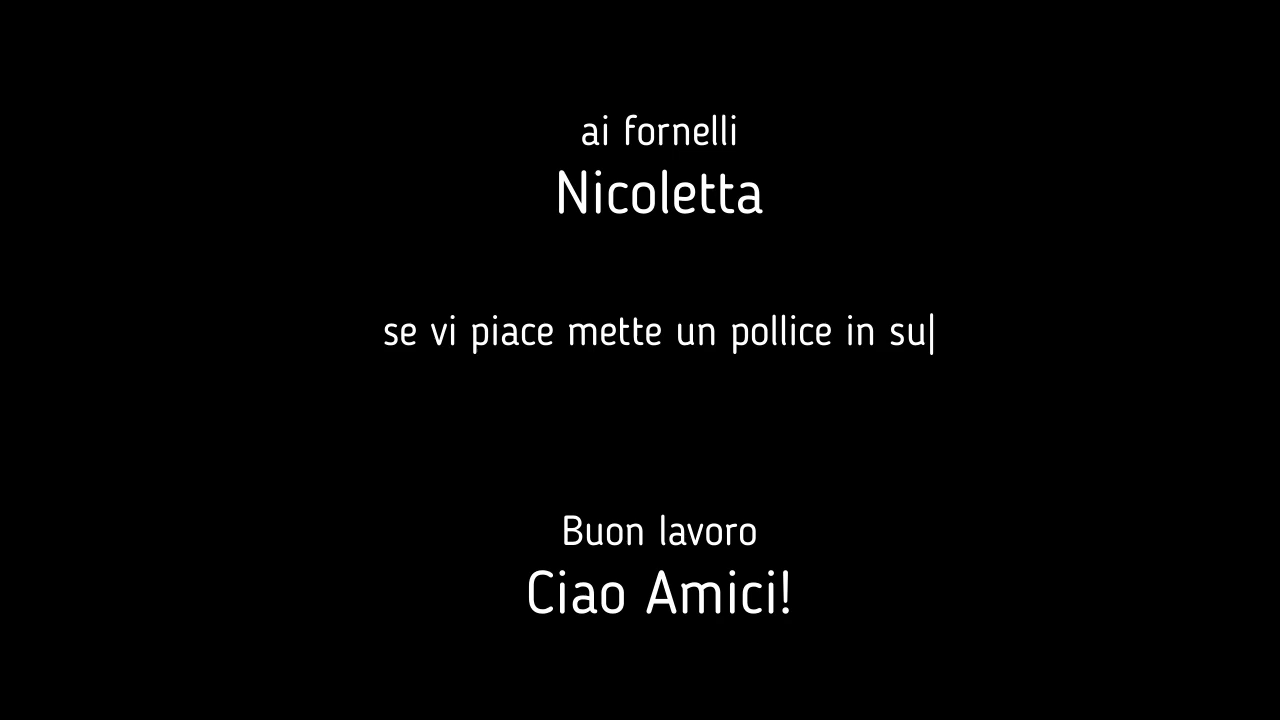 ai fornelli
Nicoletta
se vi piace mette un pollice in su|
Buon lavoro
Ciao Amici!